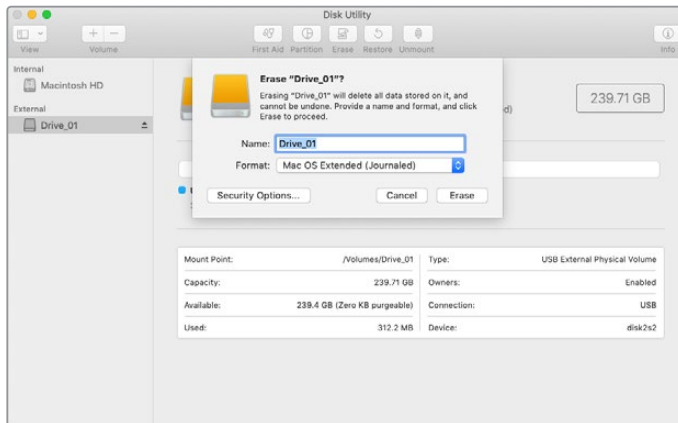 Disk Utility
View
Volume
First Aid Partition Erase Restore Unmount
Info
Internal
Macintosh HD
External
Drive_01
Erase "Drive_01"?
Erasing "Drive_01" will delete all data stored on it, and
cannot be undone. Provide a name and format, and click
Erase to proceed.
Name: Drive_01
Format: Mac OS Extended (Journaled)
Security Options... Cancel Erase
239.71 GB
Mount Point: /Volumes/Drive_01 Type: USB External Physical Volume
Capacity: 239.71 GB Owners: Enabled
Available: 239.4 GB (Zero KB purgeable) Connection: USB
Used: 312.2 MB Device: disk2s2